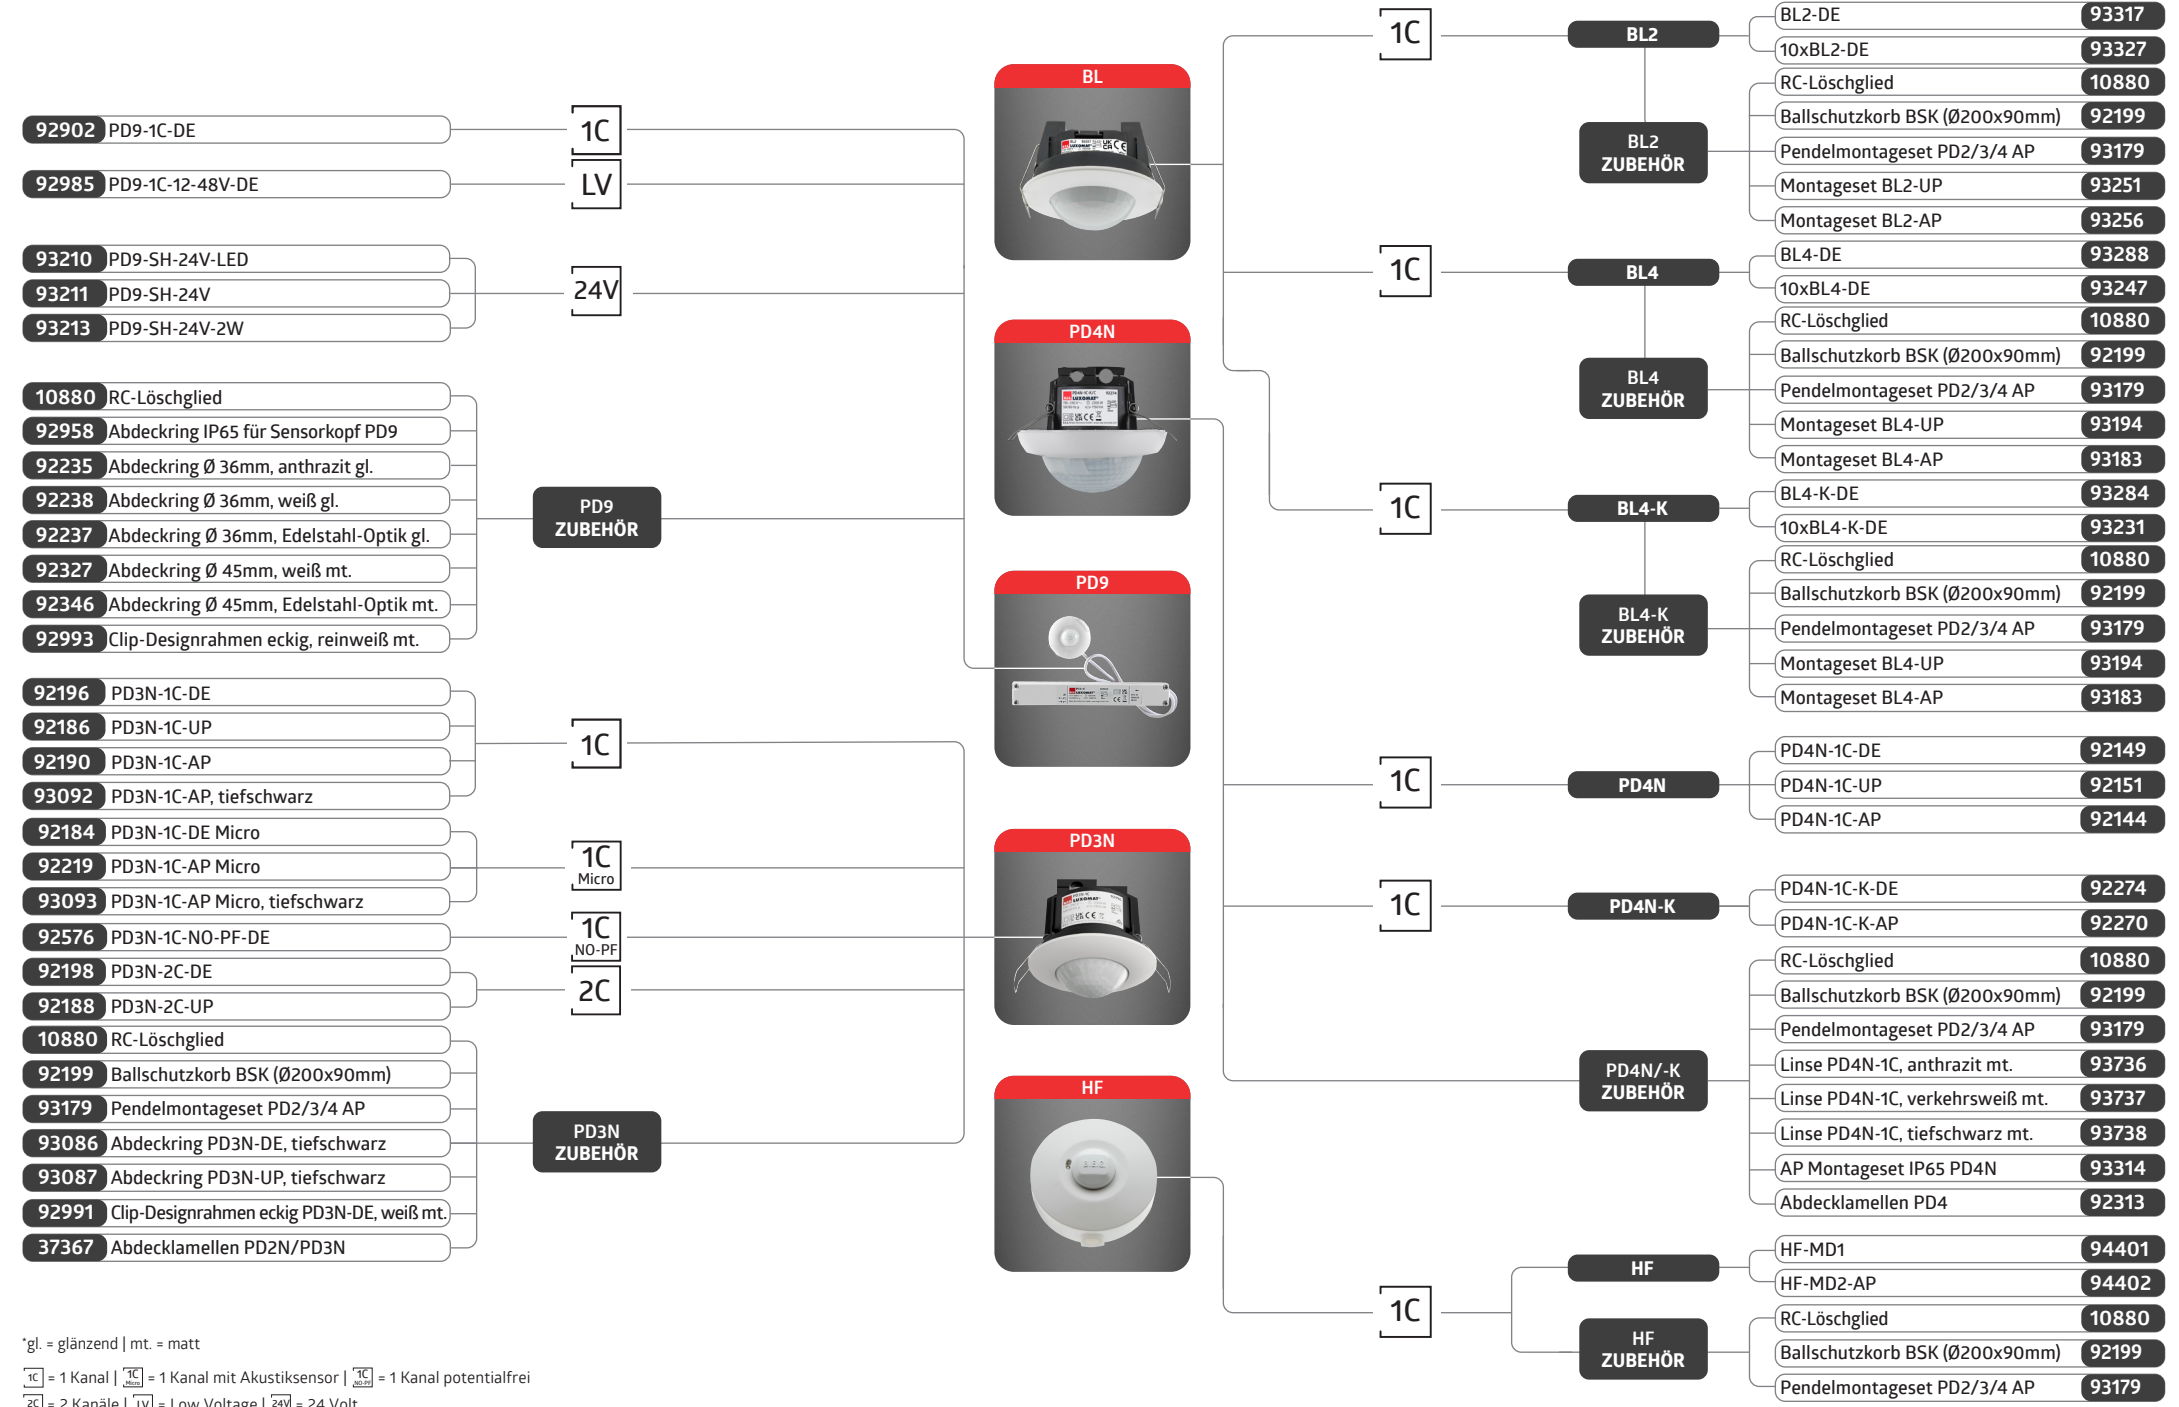 92902 PD9-1C-DE
1C
92985 PD9-1C-12-48V-DE
LV
93210 PD9-SH-24V-LED
93211 PD9-SH-24V
93213 PD9-SH-24V-2W
24V
10880 RC-Löschglied
92958 Abdeckring IP65 für Sensorkopf PD9
92235 Abdeckring Ø 36mm, anthrazit gl.
92238 Abdeckring Ø 36mm, weiß gl.
92237 Abdeckring Ø 36mm, Edelstahl-Optik gl.
92327 Abdeckring Ø 45mm, weiß mt.
92346 Abdeckring Ø 45mm, Edelstahl-Optik mt.
92993 Clip-Designrahmen eckig, reinweiß mt.
PD9
ZUBEHÖR
92196 PD3N-1C-DE
92186 PD3N-1C-UP
92190 PD3N-1C-AP
93092 PD3N-1C-AP, tiefschwarz
1C
92184 PD3N-1C-DE Micro
92219 PD3N-1C-AP Micro
93093 PD3N-1C-AP Micro, tiefschwarz
1C
Micro
92576 PD3N-1C-NO-PF-DE
1C
NO-PF
92198 PD3N-2C-DE
92188 PD3N-2C-UP
2C
10880 RC-Löschglied
92199 Ballschutzkorb BSK (Ø200x90mm)
93179 Pendelmontageset PD2/3/4 AP
93086 Abdeckring PD3N-DE, tiefschwarz
93087 Abdeckring PD3N-UP, tiefschwarz
92991 Clip-Designrahmen eckig PD3N-DE, weiß mt.
37367 Abdecklamellen PD2N/PD3N
PD3N
ZUBEHÖR
BL
LUXOMAT
PD4N
LUXOMAT
PD9
LUXOMAT
PD3N
LUXOMAT
HF
B.E.G.
1C
BL2
BL2-DE 93317
10xBL2-DE 93327
BL2
ZUBEHÖR
RC-Löschglied 10880
Ballschutzkorb BSK (Ø200x90mm) 92199
Pendelmontageset PD2/3/4 AP 93179
Montageset BL2-UP 93251
Montageset BL2-AP 93256
1C
BL4
BL4-DE 93288
10xBL4-DE 93247
BL4
ZUBEHÖR
RC-Löschglied 10880
Ballschutzkorb BSK (Ø200x90mm) 92199
Pendelmontageset PD2/3/4 AP 93179
Montageset BL4-UP 93194
Montageset BL4-AP 93183
1C
BL4-K
BL4-K-DE 93284
10xBL4-K-DE 93231
BL4-K
ZUBEHÖR
RC-Löschglied 10880
Ballschutzkorb BSK (Ø200x90mm) 92199
Pendelmontageset PD2/3/4 AP 93179
Montageset BL4-UP 93194
Montageset BL4-AP 93183
1C
PD4N
PD4N-1C-DE 92149
PD4N-1C-UP 92151
PD4N-1C-AP 92144
1C
PD4N-K
PD4N-1C-K-DE 92274
PD4N-1C-K-AP 92270
PD4N/-K
ZUBEHÖR
RC-Löschglied 10880
Ballschutzkorb BSK (Ø200x90mm) 92199
Pendelmontageset PD2/3/4 AP 93179
Linse PD4N-1C, anthrazit mt. 93736
Linse PD4N-1C, verkehrsweiß mt. 93737
Linse PD4N-1C, tiefschwarz mt. 93738
AP Montageset IP65 PD4N 93314
Abdecklamellen PD4 92313
1C
HF
HF-MD1 94401
HF-MD2-AP 94402
HF
ZUBEHÖR
RC-Löschglied 10880
Ballschutzkorb BSK (Ø200x90mm) 92199
Pendelmontageset PD2/3/4 AP 93179
*gl. = glänzend | mt. = matt
1C = 1 Kanal | 1C Micro = 1 Kanal mit Akustiksensor | 1C NO-PF = 1 Kanal potentialfrei
2C = 2 Kanäle | LV = Low Voltage | 24V = 24 Volt